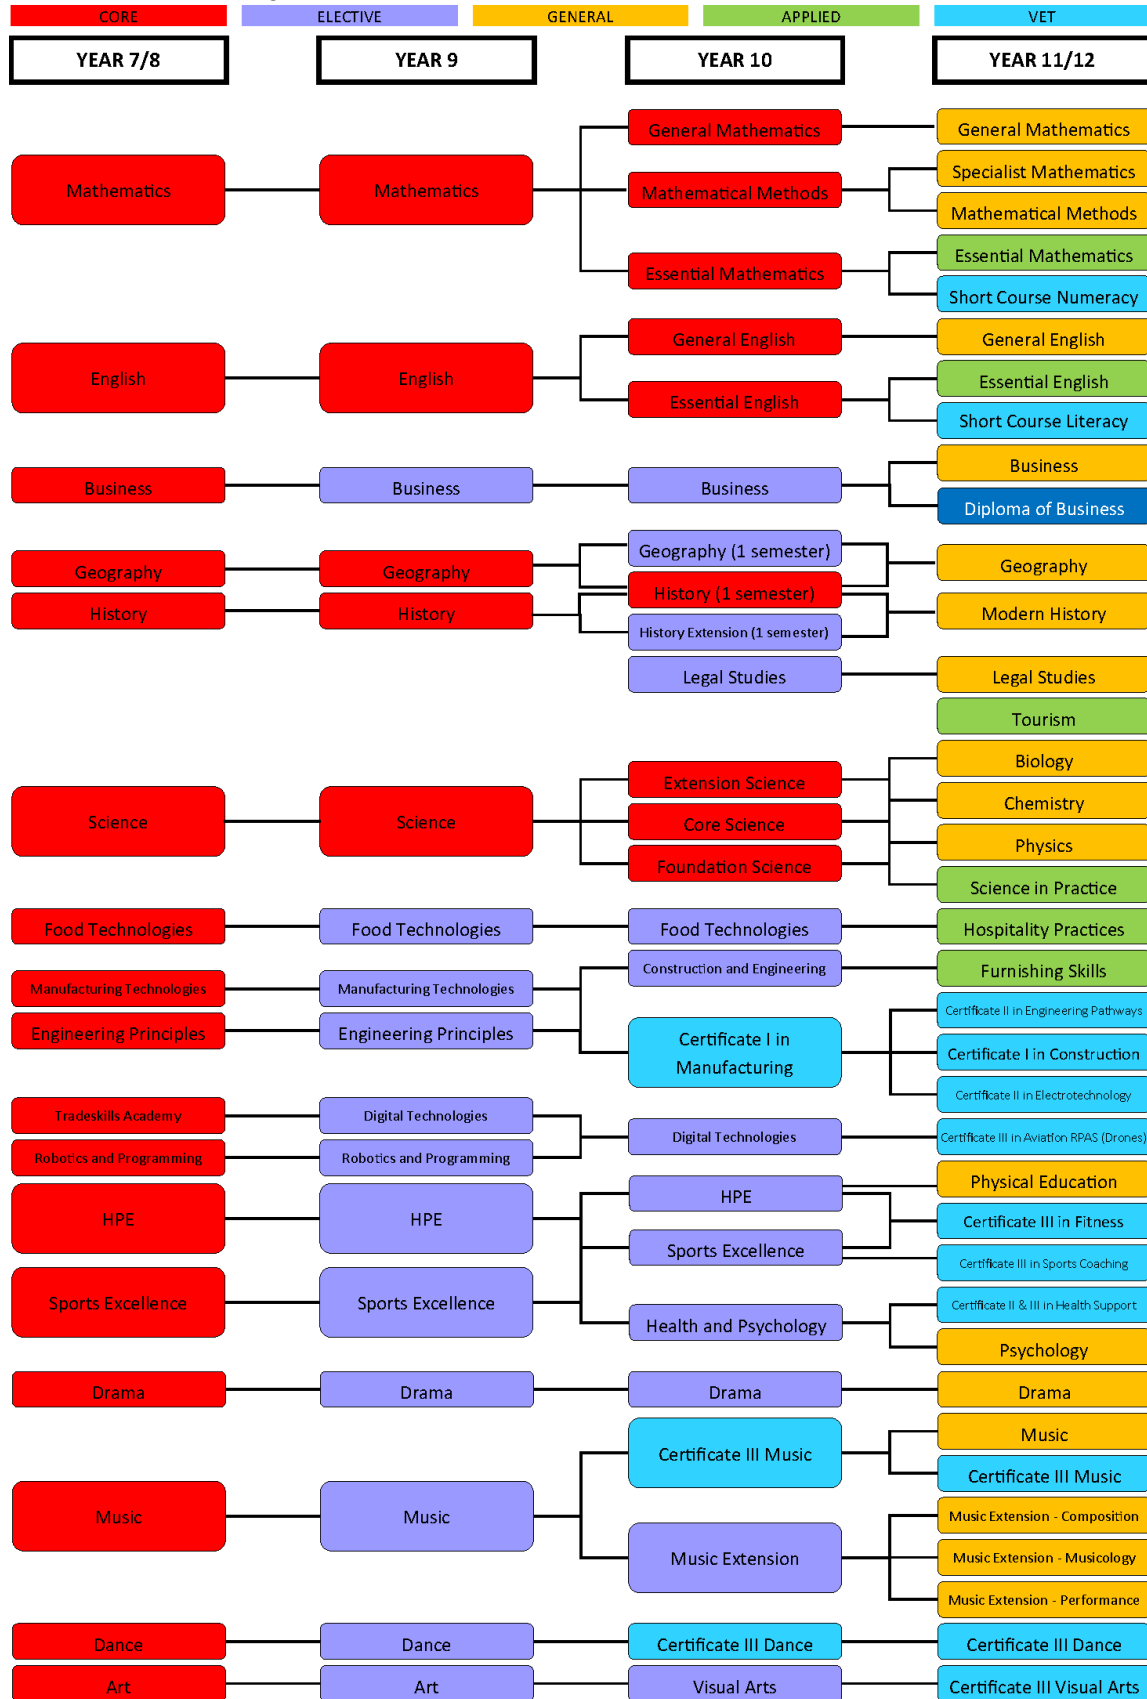 CORE ELECTIVE GENERAL APPLIED VET
YEAR 7/8 YEAR 9 YEAR 10 YEAR 11/12
General Mathematics General Mathematics
Mathematics Mathematics Mathematical Methods Specialist Mathematics
Mathematical Methods
Essential Mathematics Essential Mathematics
Short Course Numeracy
English English General English General English
Essential English Essential English
Short Course Literacy
Business Business Business Business
Diploma of Business
Geography Geography Geography (1 semester) Geography
History History History (1 semester) Modern History
History Extension (1 semester)
Legal Studies Legal Studies
Tourism
Science Science Extension Science Biology
Core Science Chemistry
Foundation Science Physics
Science in Practice
Food Technologies Food Technologies Food Technologies Hospitality Practices
Manufacturing Technologies Manufacturing Technologies Construction and Engineering Furnishing Skills
Engineering Principles Engineering Principles Certificate I in
Manufacturing
Certificate II in Engineering Pathways
Certificate I in Construction
Certificate II in Electrotechnology
Tradeskills Academy Digital Technologies Digital Technologies Certificate III in Aviation RPAS (Drones)
Robotics and Programming Robotics and Programming
HPE HPE HPE Physical Education
Certificate III in Fitness
Sports Excellence Sports Excellence Sports Excellence Certificate III in Sports Coaching
Health and Psychology Certificate II & III in Health Support
Psychology
Drama Drama Drama Drama
Music Music Certificate III Music Music
Certificate III Music
Music Extension Music Extension - Composition
Music Extension - Musicology
Music Extension - Performance
Dance Dance Certificate III Dance Certificate III Dance
Art Art Visual Arts Certificate III Visual Arts